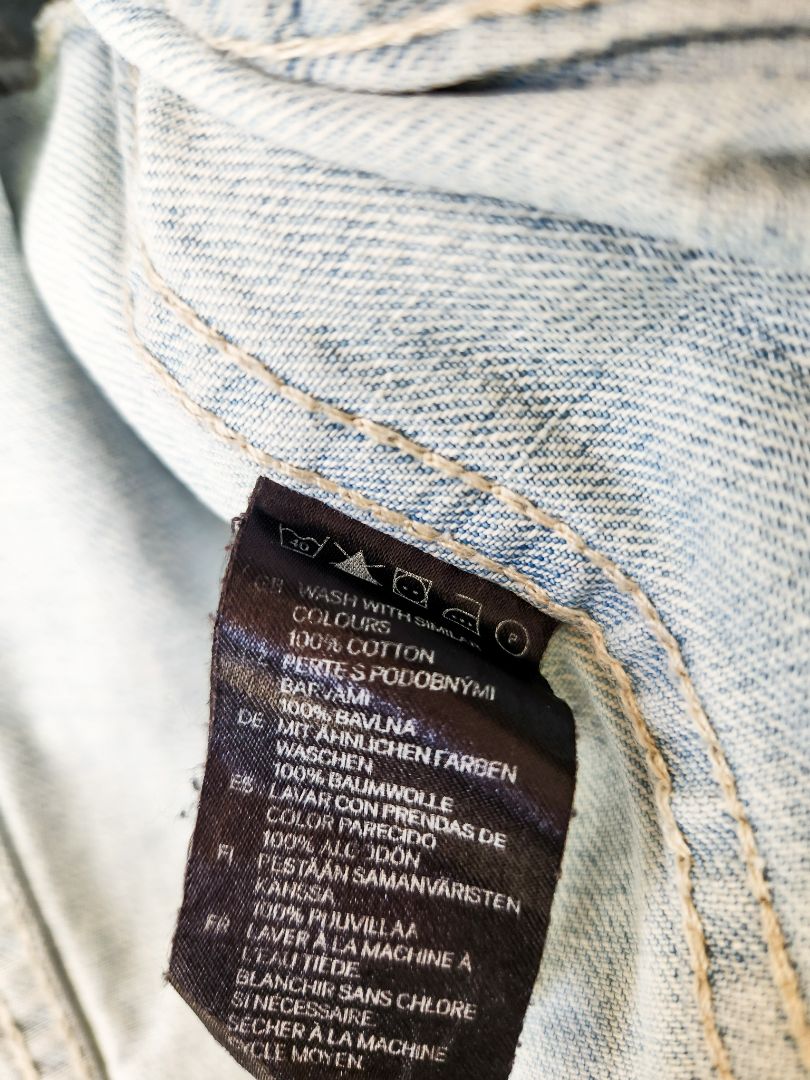 40 P
GB WASH WITH SIMILAR
COLOURS
100% COTTON
PERTE S PODOBNÝMI
BARVAMI
100% BAVLNA
DE MIT ÄHNLICHEN FARBEN
WASCHEN
100% BAUMWOLLE
ES LAVAR CON PRENDAS DE
COLOR PARECIDO
100% ALGODÓN
FI PESTÄÄN SAMANVÄRISTEN
KANSSA
100% PUUVILLAA
FR LAVER À LA MACHINE À
L'EAU TIÈDE
BLANCHIR SANS CHLORE
SI NÉCESSAIRE
SÉCHER À LA MACHINE
MOYEN